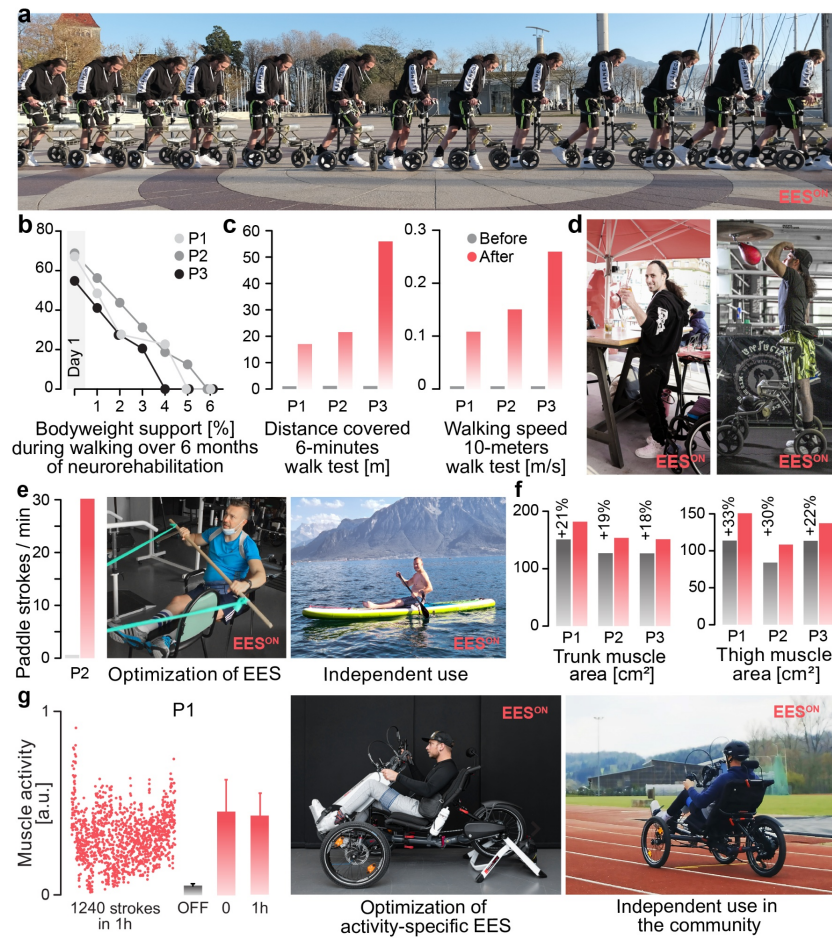 a
EES ON
b
80
60
40
20
0
Day 1
1 2 3 4 5 6
P1
P2
P3
Bodyweight support [%]
during walking over 6 months
of neurorehabilitation
c
60
50
40
30
20
10
0
P1 P2 P3
Distance covered
6-minutes
walk test [m]
0.3
0.2
0.1
0
Before
After
P1 P2 P3
Walking speed
10-meters
walk test [m/s]
d
EES ON
EES ON
e
30
20
10
0
Paddle strokes/ min
P2
EES ON
Optimization of EES
EES ON
Independent use
f
200
100
0
+21%
+19%
+18%
P1 P2 P3
Trunk muscle
area [cm²]
150
100
50
0
+33%
+30%
+22%
P1 P2 P3
Thigh muscle
area [cm²]
g
P1
1
0
Muscle activity
[a.u.]
1240 strokes
in 1h
OFF 0 1h
EES ON
Optimization of
activity-specific EES
EES ON
Independent use in
the community